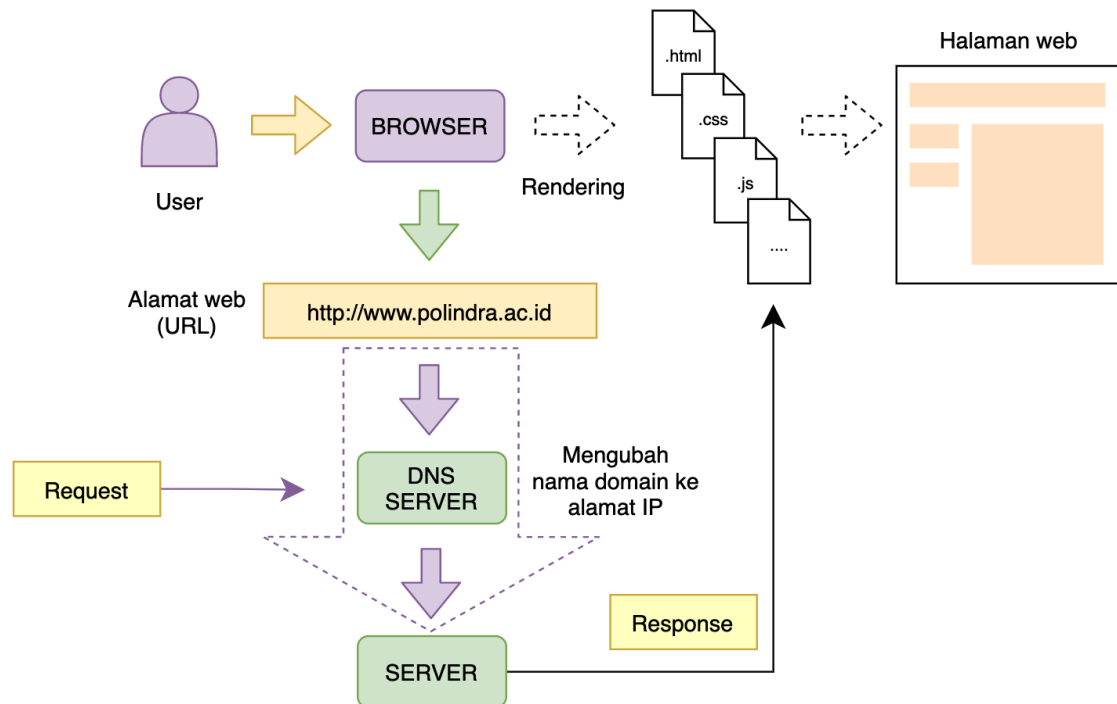 Halaman web
.html
.css
.js
....
BROWSER
Rendering
User
Alamat web
(URL)
http://www.polindra.ac.id
Request
DNS
SERVER
Mengubah
nama domain ke
alamat IP
Response
SERVER